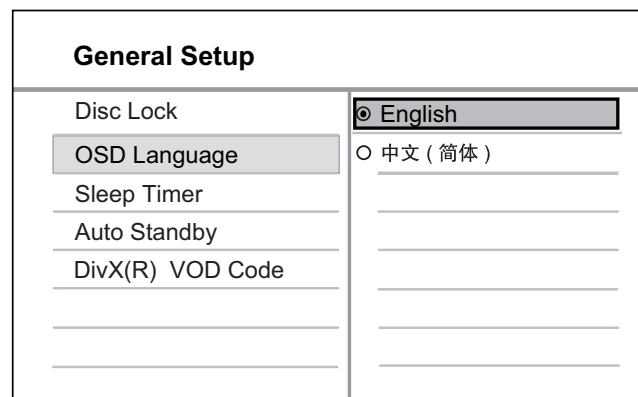 General Setup
Disc Lock
OSD Language
Sleep Timer
Auto Standby
DivX(R) VOD Code
English
中文 ( 简体 )